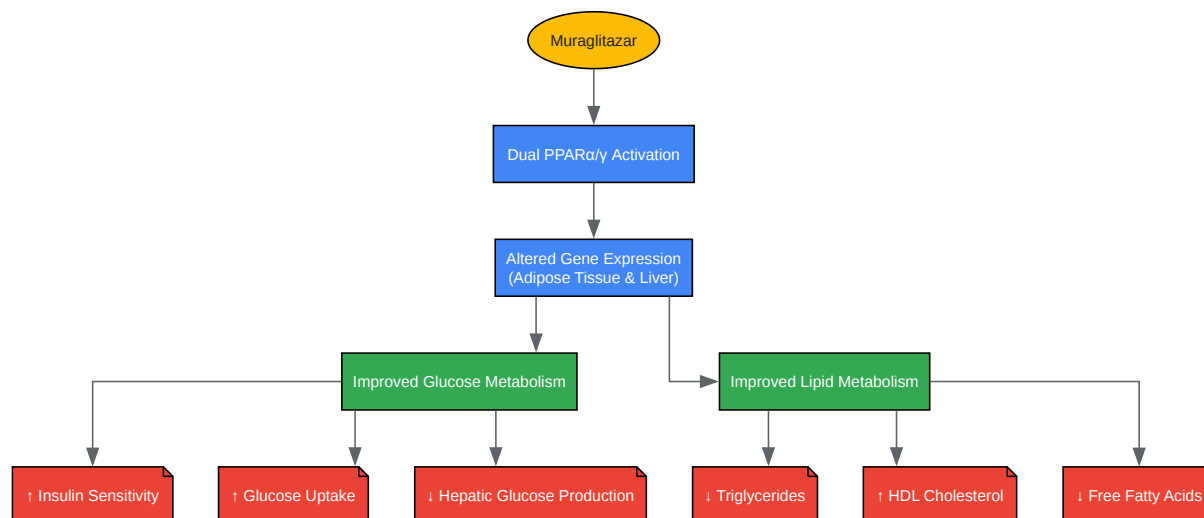 Muraglitazar
Dual PPARα/γ Activation
Altered Gene Expression
(Adipose Tissue & Liver)
Improved Glucose Metabolism
Improved Lipid Metabolism
↑ Insulin Sensitivity
↑ Glucose Uptake
↓ Hepatic Glucose Production
↓ Triglycerides
↑ HDL Cholesterol
↓ Free Fatty Acids